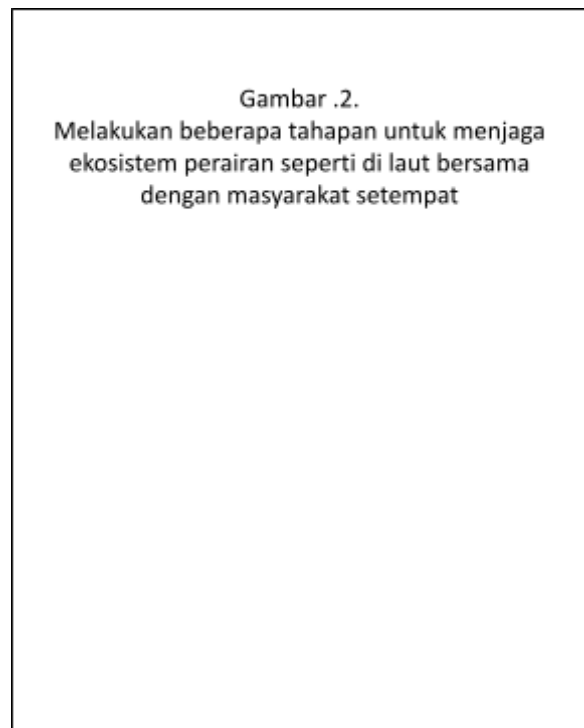 Gambar .2.
Melakukan beberapa tahapan untuk menjaga
ekosistem perairan seperti di laut bersama
dengan masyarakat setempat